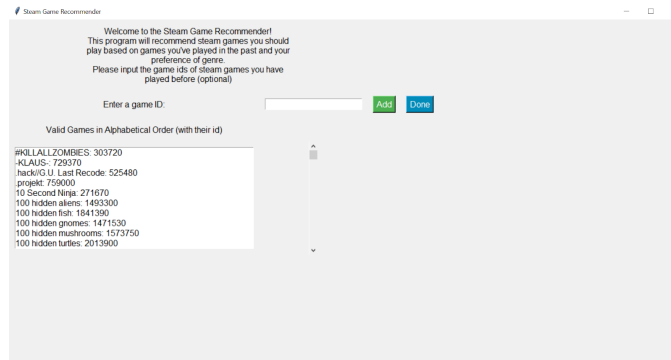 Steam Game Recommender
Welcome to the Steam Game Recommender!
This program will recommend steam games you should
play based on games you've played in the past and your
preference of genre.
Please input the game ids of steam games you have
played before (optional)
Enter a game ID:
Add
Done
Valid Games in Alphabetical Order (with their id)
#KILLALLZOMBIES: 303720
-KLAUS-: 729370
.hack//G.U. Last Recode: 525480
.projekt: 759000
10 Second Ninja: 271670
100 hidden aliens: 1493300
100 hidden fish: 1841390
100 hidden gnomes: 1471530
100 hidden mushrooms: 1573750
100 hidden turtles: 2013900